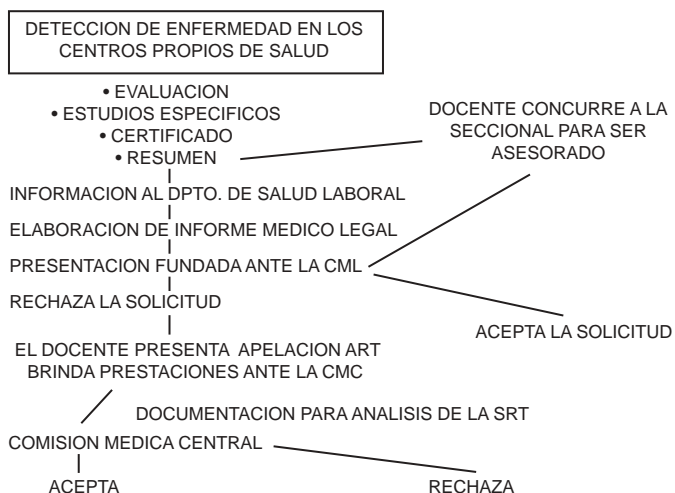 DETECCION DE ENFERMEDAD EN LOS
CENTROS PROPIOS DE SALUD
• EVALUACION
• ESTUDIOS ESPECIFICOS
• CERTIFICADO
• RESUMEN
DOCENTE CONCURRE A LA
SECCIONAL PARA SER
ASESORADO
INFORMACION AL DPTO. DE SALUD LABORAL
ELABORACION DE INFORME MEDICO LEGAL
PRESENTACION FUNDADA ANTE LA CML
RECHAZA LA SOLICITUD
ACEPTA LA SOLICITUD
EL DOCENTE PRESENTA APELACION ART
BRINDA PRESTACIONES ANTE LA CMC
DOCUMENTACION PARA ANALISIS DE LA SRT
COMISION MEDICA CENTRAL
ACEPTA
RECHAZA